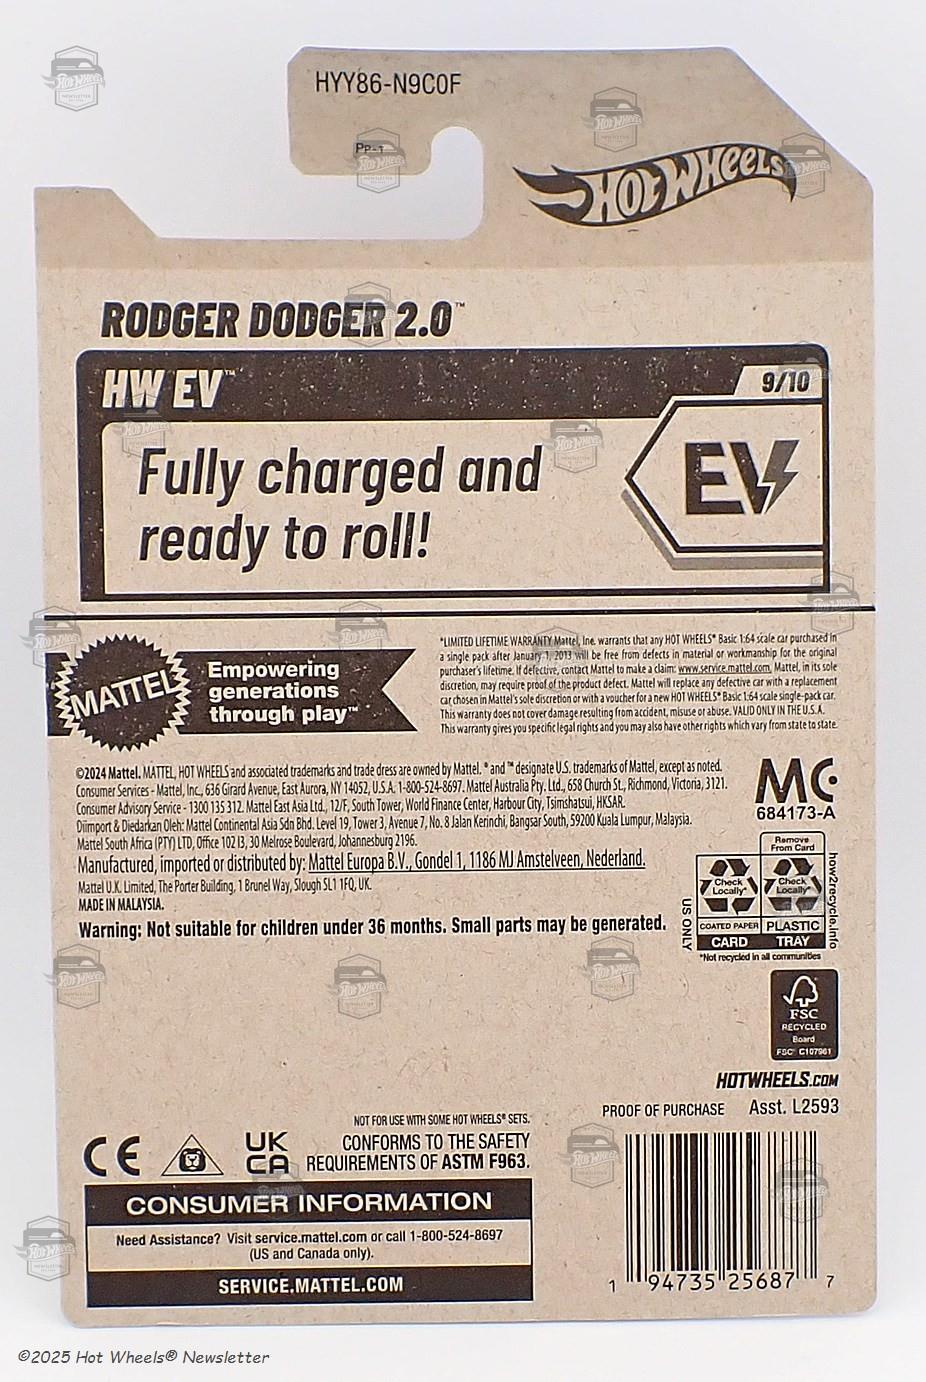 HYY86-N9C0F
PP-1
HOT WHEELS
RODGER DODGER 2.0™
HW EV™
9/10
Fully charged and
ready to roll!
EV
MATTEL
Empowering
generations
through play™
*LIMITED LIFETIME WARRANTY Mattel, Inc. warrants that any HOT WHEELS® Basic 1:64 scale car purchased in
a single pack after January 1, 2013 will be free from defects in material or workmanship for the original
purchaser's lifetime. If defective, contact Mattel to make a claim: www.service.mattel.com. Mattel, in its sole
discretion, may require proof of the product defect. Mattel will replace any defective car with a replacement
car chosen in Mattel's sole discretion or with a voucher for a new HOT WHEELS® Basic 1:64 scale single-pack car.
This warranty does not cover damage resulting from accident, misuse or abuse. VALID ONLY IN THE U.S.A.
This warranty gives you specific legal rights and you may also have other rights which vary from state to state.
©2024 Mattel. MATTEL, HOT WHEELS and associated trademarks and trade dress are owned by Mattel. ® and ™ designate U.S. trademarks of Mattel, except as noted.
Consumer Services - Mattel, Inc., 636 Girard Avenue, East Aurora, NY 14052, U.S.A. 1-800-524-8697. Mattel Australia Pty. Ltd., 658 Church St., Richmond, Victoria, 3121.
Consumer Advisory Service - 1300 135 312. Mattel East Asia Ltd., 12/F, South Tower, World Finance Center, Harbour City, Tsimshatsui, HKSAR.
Diimport & Diedarkan Oleh: Mattel Continental Asia Sdn Bhd. Level 19, Tower 3, Avenue 7, No. 8 Jalan Kerinchi, Bangsar South, 59200 Kuala Lumpur, Malaysia.
Mattel South Africa (PTY) LTD, Office 102 I3, 30 Melrose Boulevard, Johannesburg 2196.
Manufactured, imported or distributed by: Mattel Europa B.V., Gondel 1, 1186 MJ Amstelveen, Nederland.
Mattel U.K. Limited, The Porter Building, 1 Brunel Way, Slough SL1 1FQ, UK.
MADE IN MALAYSIA.
Warning: Not suitable for children under 36 months. Small parts may be generated.
MC
684173-A
Remove
From Card
Check
Locally*
Check
Locally*
COATED PAPER
PLASTIC
CARD
TRAY
US ONLY
how2recycle.info
*Not recycled in all communities
FSC
RECYCLED
Board
FSC® C107961
HOTWHEELS.COM
PROOF OF PURCHASE
Asst. L2593
NOT FOR USE WITH SOME HOT WHEELS® SETS.
CE
UK
CA
CONFORMS TO THE SAFETY
REQUIREMENTS OF ASTM F963.
CONSUMER INFORMATION
Need Assistance? Visit service.mattel.com or call 1-800-524-8697
(US and Canada only).
SERVICE.MATTEL.COM
1 94735 25687 7
©2025 Hot Wheels® Newsletter